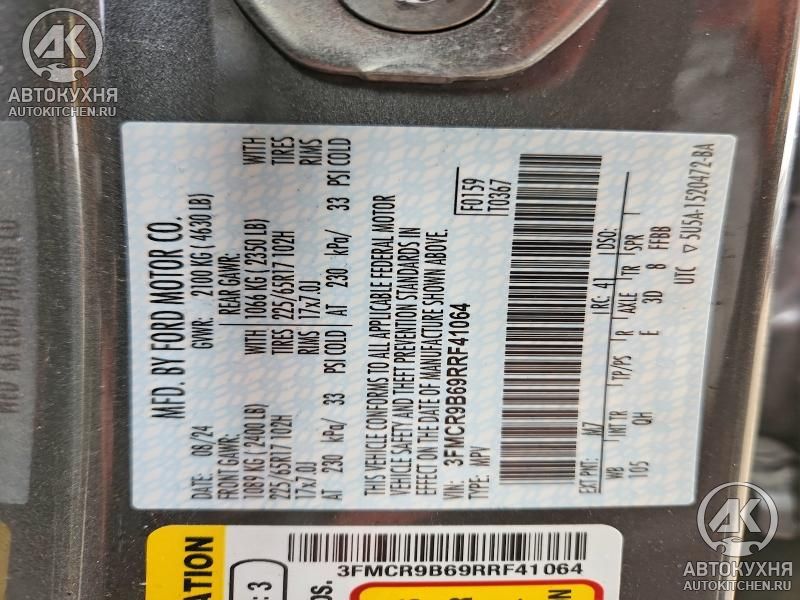 АК
АВТОКУХНЯ
AUTOKITCHEN.RU
MFD. BY FORD MOTOR CO.
DATE: 08/24 GVWR: 2100 KG ( 4630 LB)
FRONT GAWR: REAR GAWR:
1089 KG ( 2400 LB) 1066 KG ( 2350 LB) WITH
225/65R17 102H TIRES 225/65R17 102H TIRES
17x7.0J RIMS 17x7.0J RIMS
AT 230 kPa/ 33 PSI COLD AT 230 kPa/ 33 PSI COLD
THIS VEHICLE CONFORMS TO ALL APPLICABLE FEDERAL MOTOR
VEHICLE SAFETY AND THEFT PREVENTION STANDARDS IN
EFFECT ON THE DATE OF MANUFACTURE SHOWN ABOVE.
VIN: 3FMCR9B69RRF41064
TYPE: MPV
F0159
T0367
EXT PNT: M7 RC: 41 DSO:
WB INT TR TP/PS R AXLE TR SPR
105 QH E 3D 8 FFBB
UTC ▽ 5U5A-1520472-BA
3FMCR9B69RRF41064
ATION
: 3
OS.
АК
АВТОКУХНЯ
AUTOKITCHEN.RU